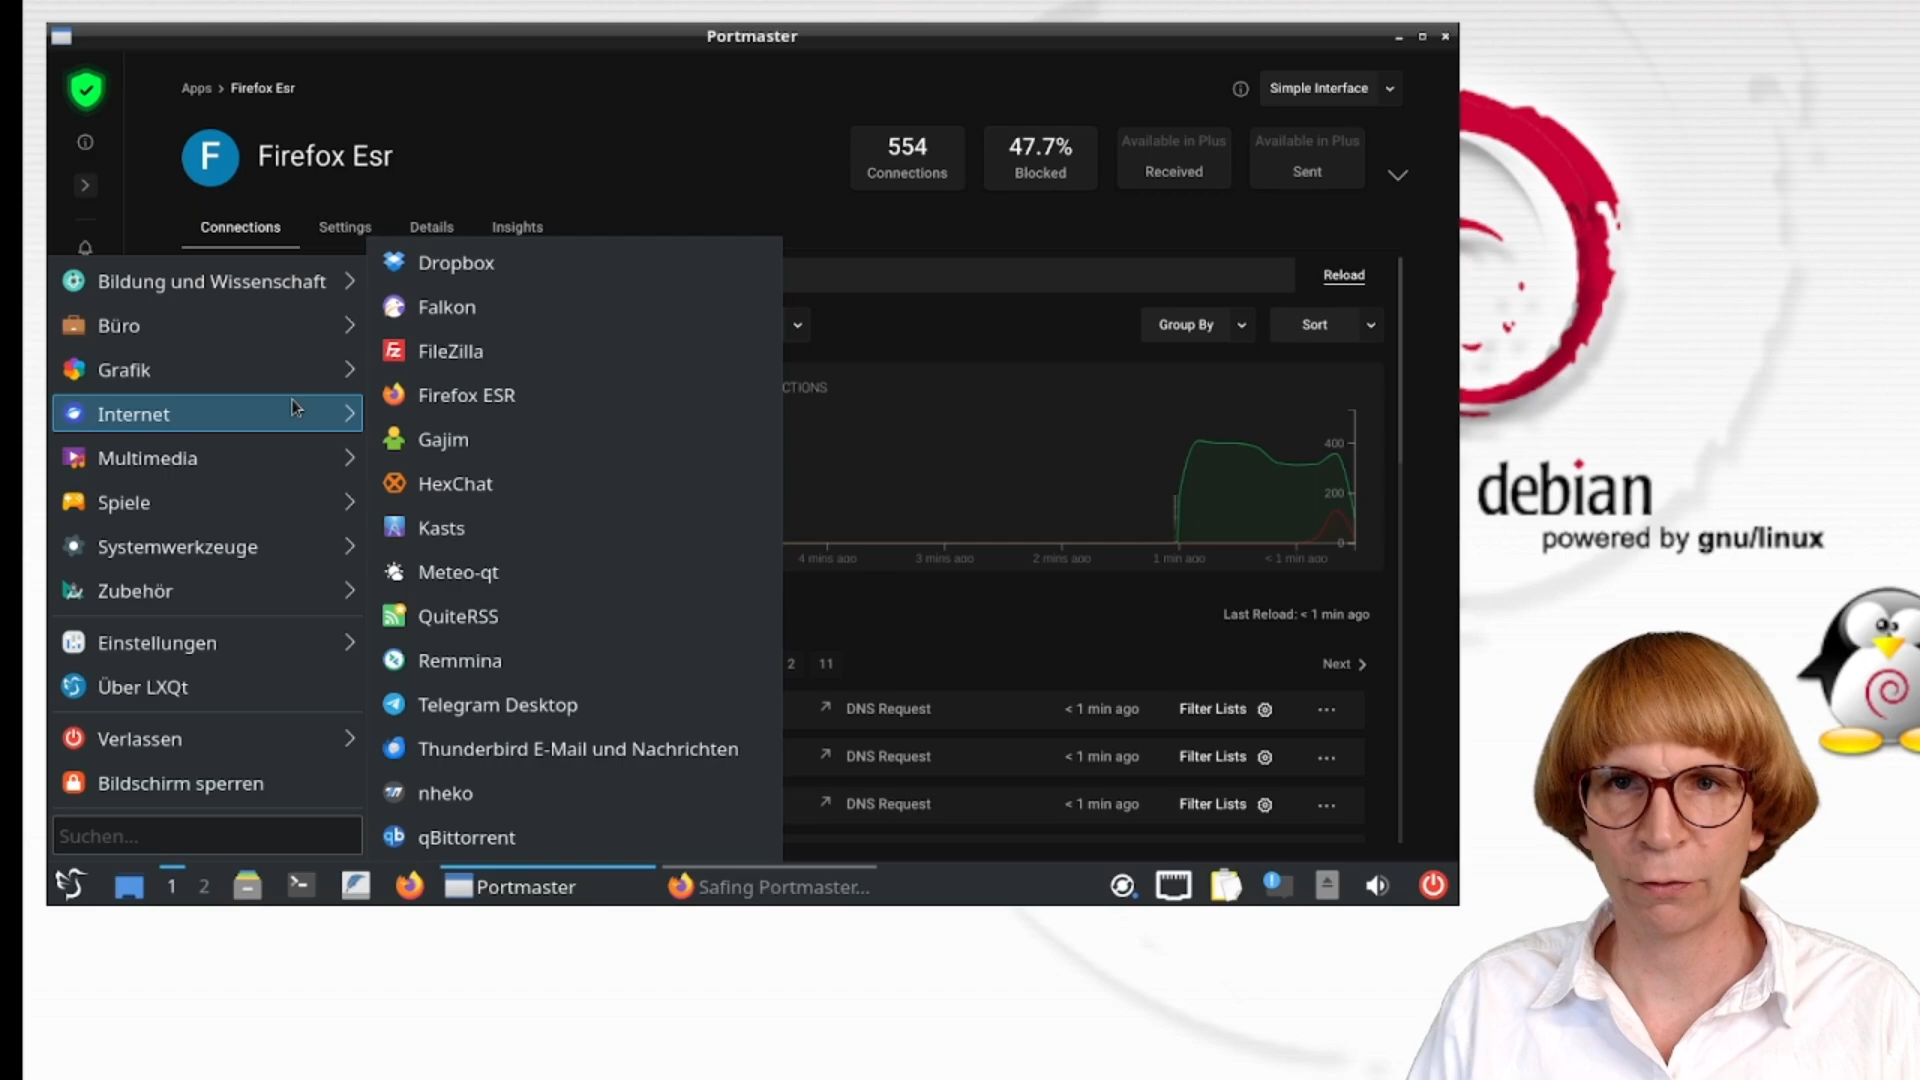 Portmaster
Apps > Firefox Esr
Simple Interface
F
Firefox Esr
554
Connections
47.7%
Blocked
Available in Plus
Received
Available in Plus
Sent
Connections
Settings
Details
Insights
Bildung und Wissenschaft
Büro
Grafik
Internet
Multimedia
Spiele
Systemwerkzeuge
Zubehör
Einstellungen
Über LXQt
Verlassen
Bildschirm sperren
Suchen...
Dropbox
Falkon
FileZilla
Firefox ESR
Gajim
HexChat
Kasts
Meteo-qt
QuiteRSS
Remmina
Telegram Desktop
Thunderbird E-Mail und Nachrichten
nheko
qBittorrent
Reload
Group By
Sort
CTIONS
400
200
0
4 mins ago
3 mins ago
2 mins ago
1 min ago
< 1 min ago
Last Reload: < 1 min ago
2 11
Next
DNS Request < 1 min ago Filter Lists
DNS Request < 1 min ago Filter Lists
DNS Request < 1 min ago Filter Lists
1 2
Portmaster
Safing Portmaster...
debian
powered by gnu/linux